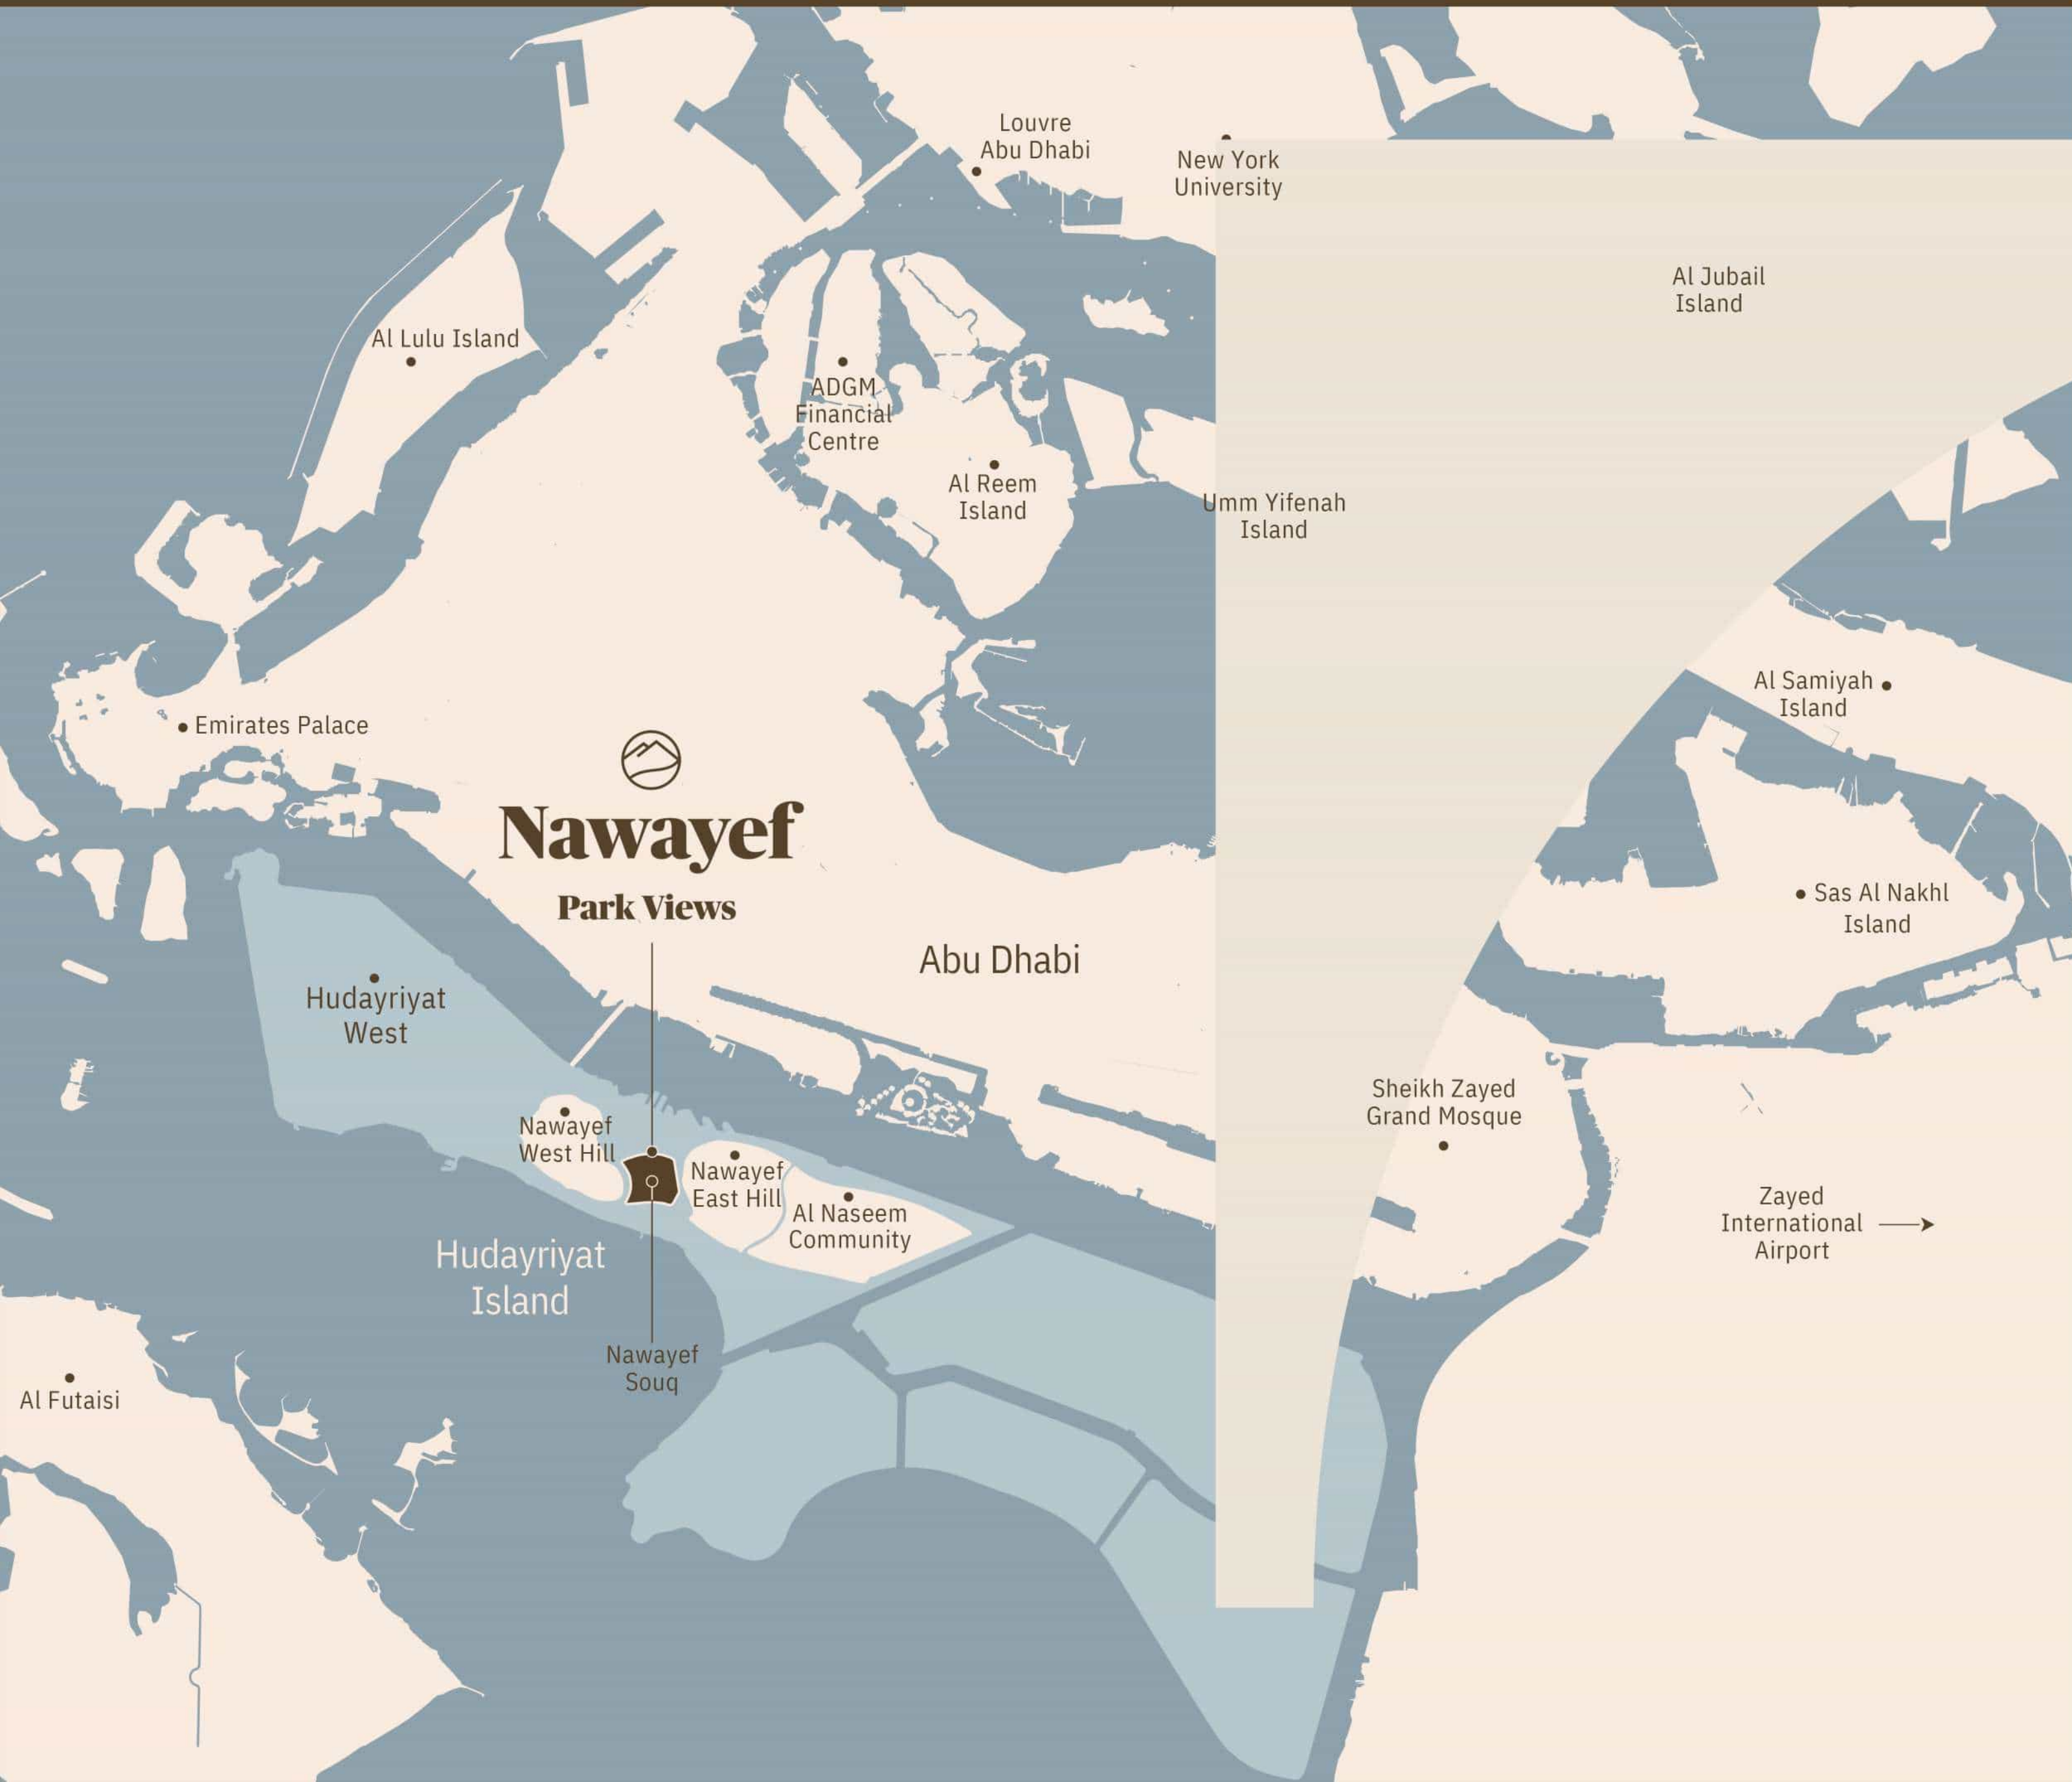 Louvre
Abu Dhabi
New York
University
Al Jubail
Island
Al Lulu Island
ADGM
Financial
Centre
Al Reem
Island
Umm Yifenah
Island
Al Samiyah
Island
Emirates Palace
Nawayef
Park Views
Sas Al Nakhl
Island
Abu Dhabi
Hudayriyat
West
Sheikh Zayed
Grand Mosque
Nawayef
West Hill
Nawayef
East Hill
Al Naseem
Community
Zayed
International
Airport
Hudayriyat
Island
Nawayef
Souq
Al Futaisi